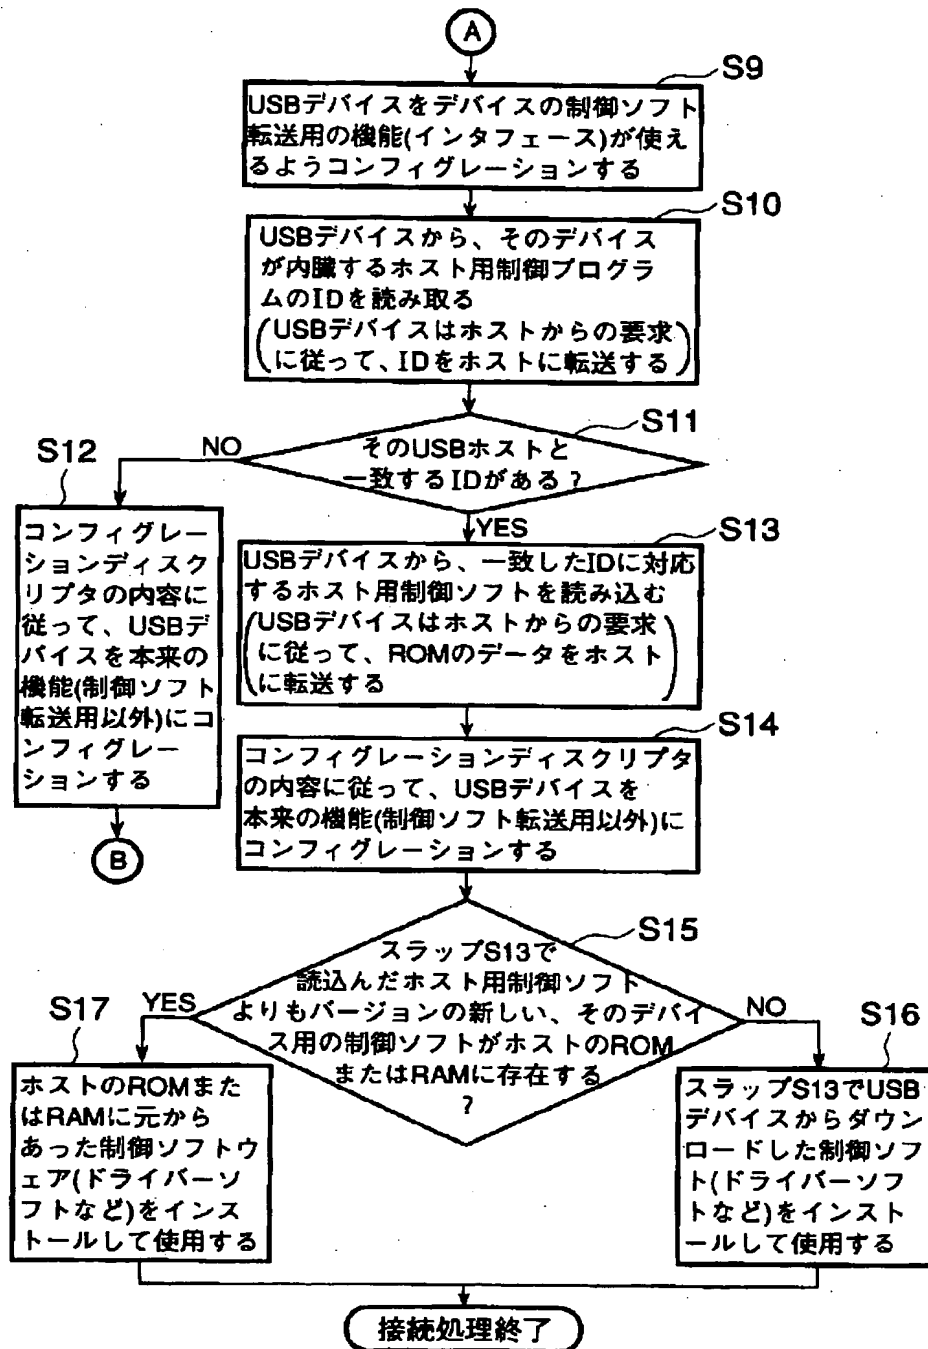 A
S9
USBデバイスをデバイスの制御ソフト
転送用の機能(インタフェース)が使え
るようコンフィグレーションする
S10
USBデバイスから、そのデバイス
が内臓するホスト用制御プログラ
ムのIDを読み取る
(USBデバイスはホストからの要求
に従って、IDをホストに転送する)
S11
そのUSBホストと
一致するIDがある?
NO
YES
S12
コンフィグレー
ションディスク
リプタの内容に
従って、USBデ
バイスを本来の
機能(制御ソフト
転送用以外)にコ
ンフィグレー
ションする
B
S13
USBデバイスから、一致したIDに対応
するホスト用制御ソフトを読み込む
(USBデバイスはホストからの要求
に従って、ROMのデータをホスト
に転送する)
S14
コンフィグレーションディスクリプタ
の内容に従って、USBデバイスを
本来の機能(制御ソフト転送用以外)に
コンフィグレーションする
S15
スラップS13で
読込んだホスト用制御ソフト
よりもバージョンの新しい、そのデバイ
ス用の制御ソフトがホストのROM
またはRAMに存在する
?
YES
NO
S17
ホストのROMまた
はRAMに元から
あった制御ソフトウ
ェア(ドライバーソ
フトなど)をインス
トールして使用する
S16
スラップS13でUSB
デバイスからダウン
ロードした制御ソフ
ト(ドライバーソフ
トなど)をインスト
ールして使用する
接続処理終了